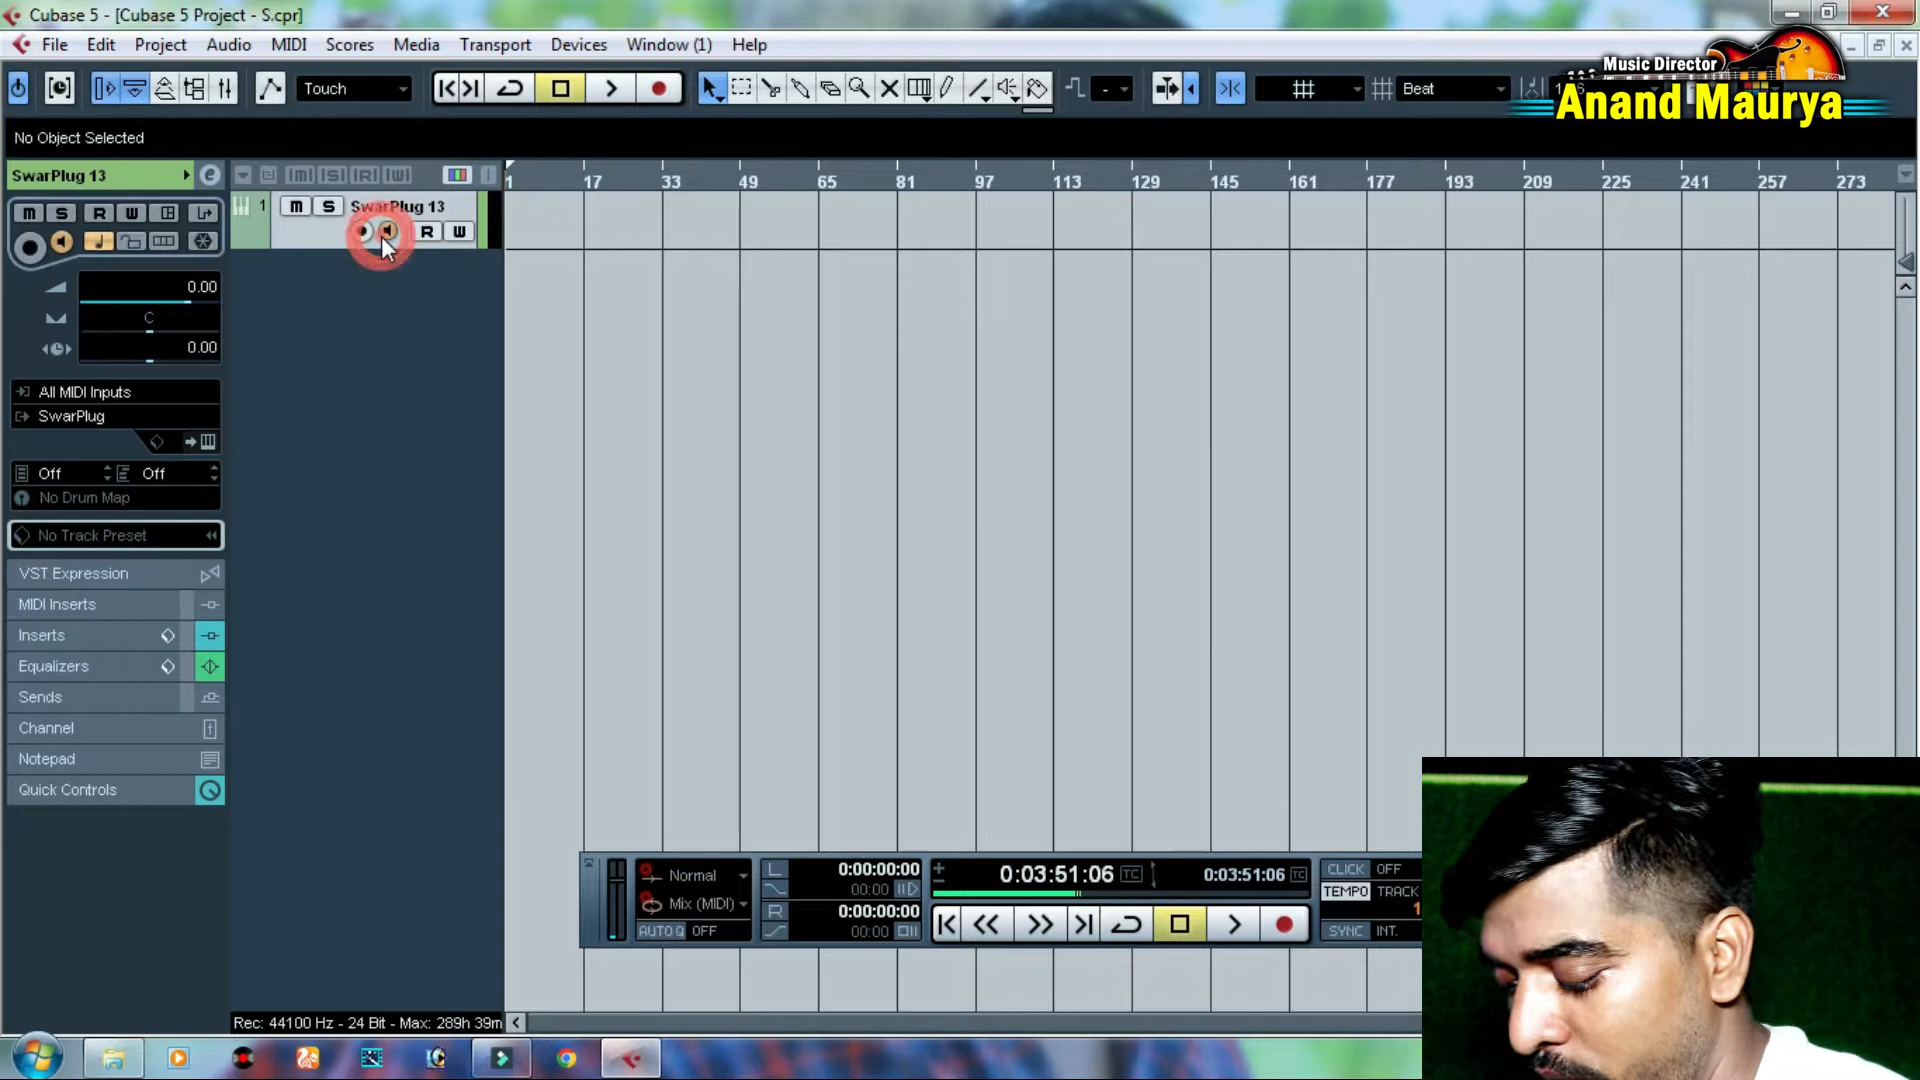 Cubase 5 - [Cubase 5 Project - S.cpr]
File Edit Project Audio MIDI Scores Media Transport Devices Window (1) Help
Music Director
Anand Maurya
Touch
Beat
No Object Selected
SwarPlug 13
M S R W
1 M S SwarPlug 13
R W
1 17 33 49 65 81 97 113 129 145 161 177 193 209 225 241 257 273
0.00
C
0.00
All MIDI Inputs
SwarPlug
Off Off
No Drum Map
No Track Preset
VST Expression
MIDI Inserts
Inserts
Equalizers
Sends
Channel
Notepad
Quick Controls
Normal
Mix (MIDI)
AUTO Q OFF
L 0:00:00:00
00:00
R 0:00:00:00
00:00
0:03:51:06 TC 0:03:51:06 TC
CLICK OFF
TEMPO TRACK
SYNC INT.
Rec: 44100 Hz - 24 Bit - Max: 289h 39m